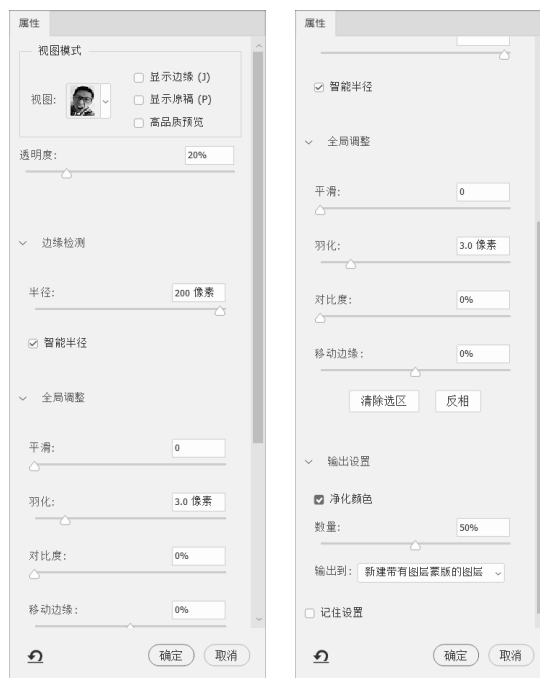 属性
视图模式
视图:
显示边缘 (J)
显示原稿 (P)
高品质预览
透明度:
20%
边缘检测
半径:
200 像素
智能半径
全局调整
平滑:
0
羽化:
3.0 像素
对比度:
0%
移动边缘:
0%
确定
取消
属性
智能半径
全局调整
平滑:
0
羽化:
3.0 像素
对比度:
0%
移动边缘:
0%
清除选区
反相
输出设置
净化颜色
数量:
50%
输出到:
新建带有图层蒙版的图层
记住设置
确定
取消